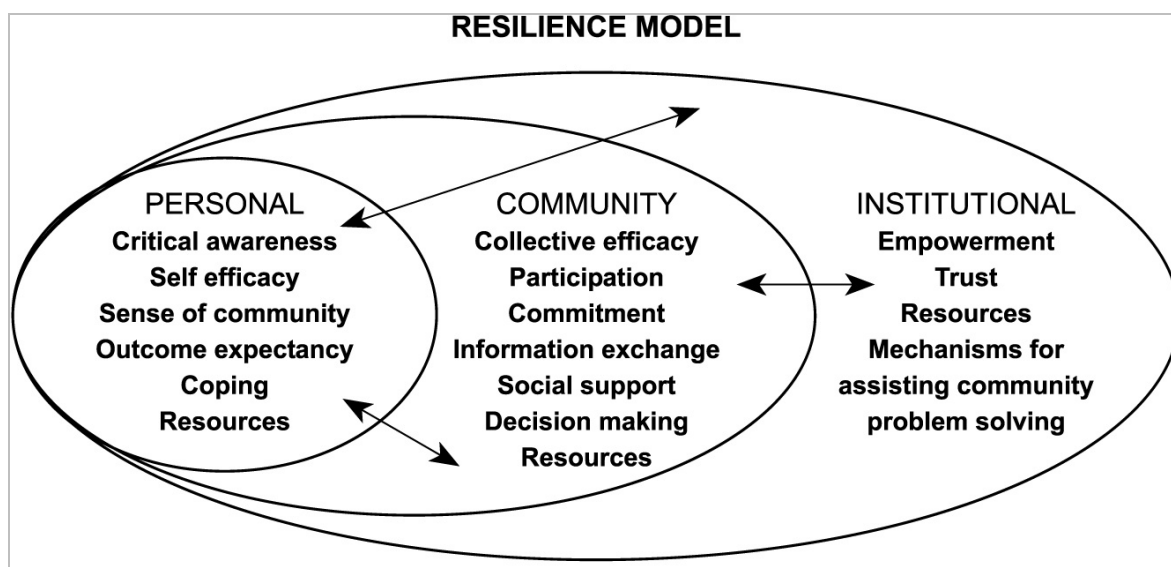 RESILIENCE MODEL
PERSONAL
Critical awareness
Self efficacy
Sense of community
Outcome expectancy
Coping
Resources
COMMUNITY
Collective efficacy
Participation
Commitment
Information exchange
Social support
Decision making
Resources
INSTITUTIONAL
Empowerment
Trust
Resources
Mechanisms for
assisting community
problem solving